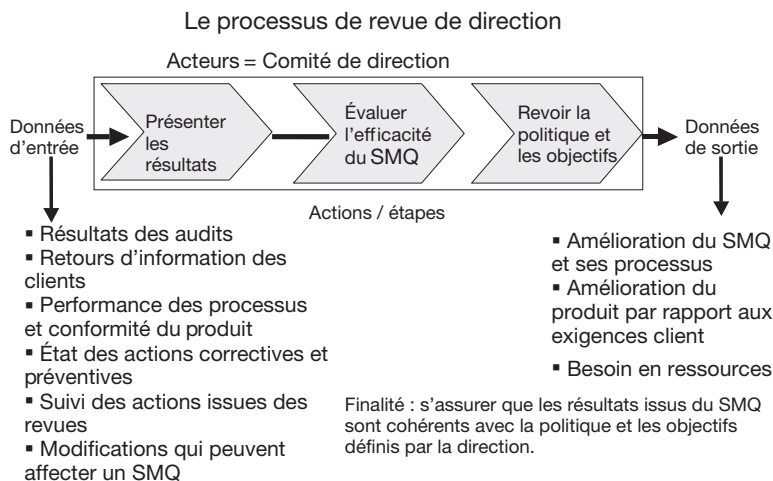 Le processus de revue de direction
Acteurs = Comité de direction
Données
d'entrée
Présenter
les
résultats
Évaluer
l'efficacité
du SMQ
Revoir la
politique et
les objectifs
Données
de sortie
Actions / étapes
▪ Résultats des audits
▪ Retours d'information des
clients
▪ Performance des processus
et conformité du produit
▪ État des actions correctives et
préventives
▪ Suivi des actions issues des
revues
▪ Modifications qui peuvent
affecter un SMQ
▪ Amélioration du SMQ
et ses processus
▪ Amélioration du
produit par rapport aux
exigences client
▪ Besoin en ressources
Finalité : s'assurer que les résultats issus du SMQ
sont cohérents avec la politique et les objectifs
définis par la direction.